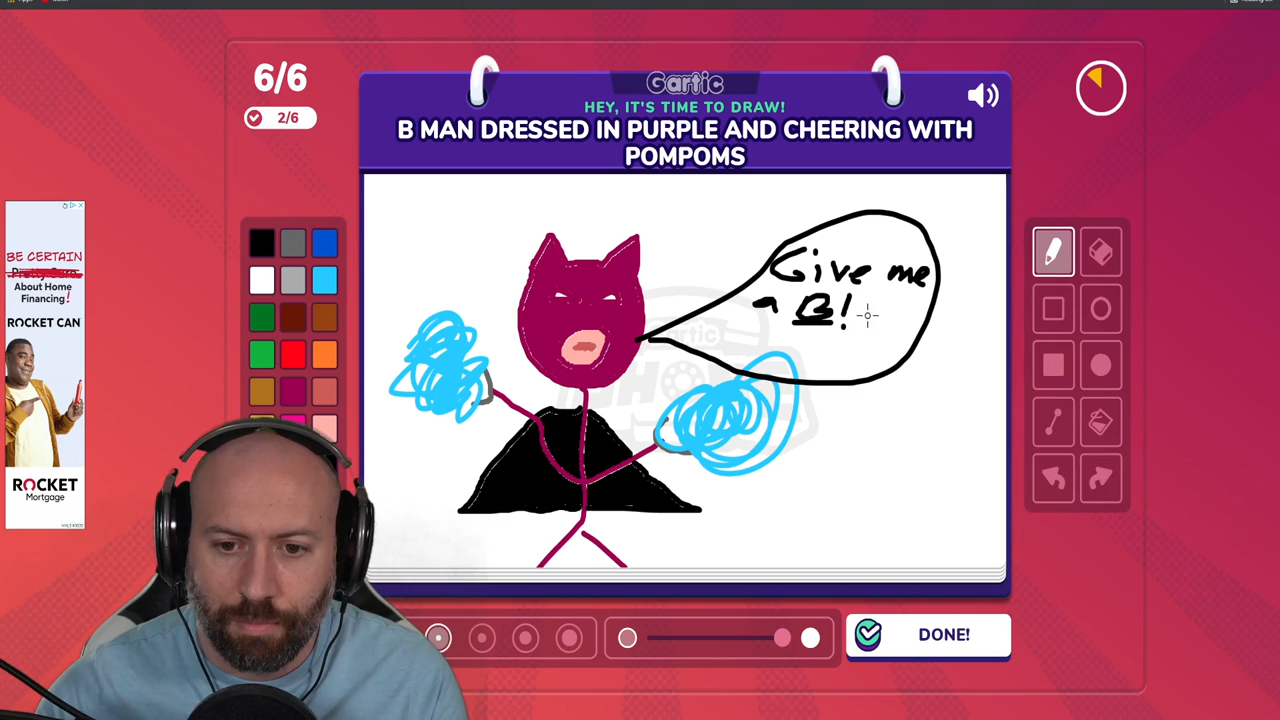 6/6
2/6
Gartic
HEY, IT'S TIME TO DRAW!
B MAN DRESSED IN PURPLE AND CHEERING WITH
POMPOMS
Give me
a B!
BE CERTAIN
About Home
Financing!
ROCKET CAN
ROCKET
Mortgage
DONE!